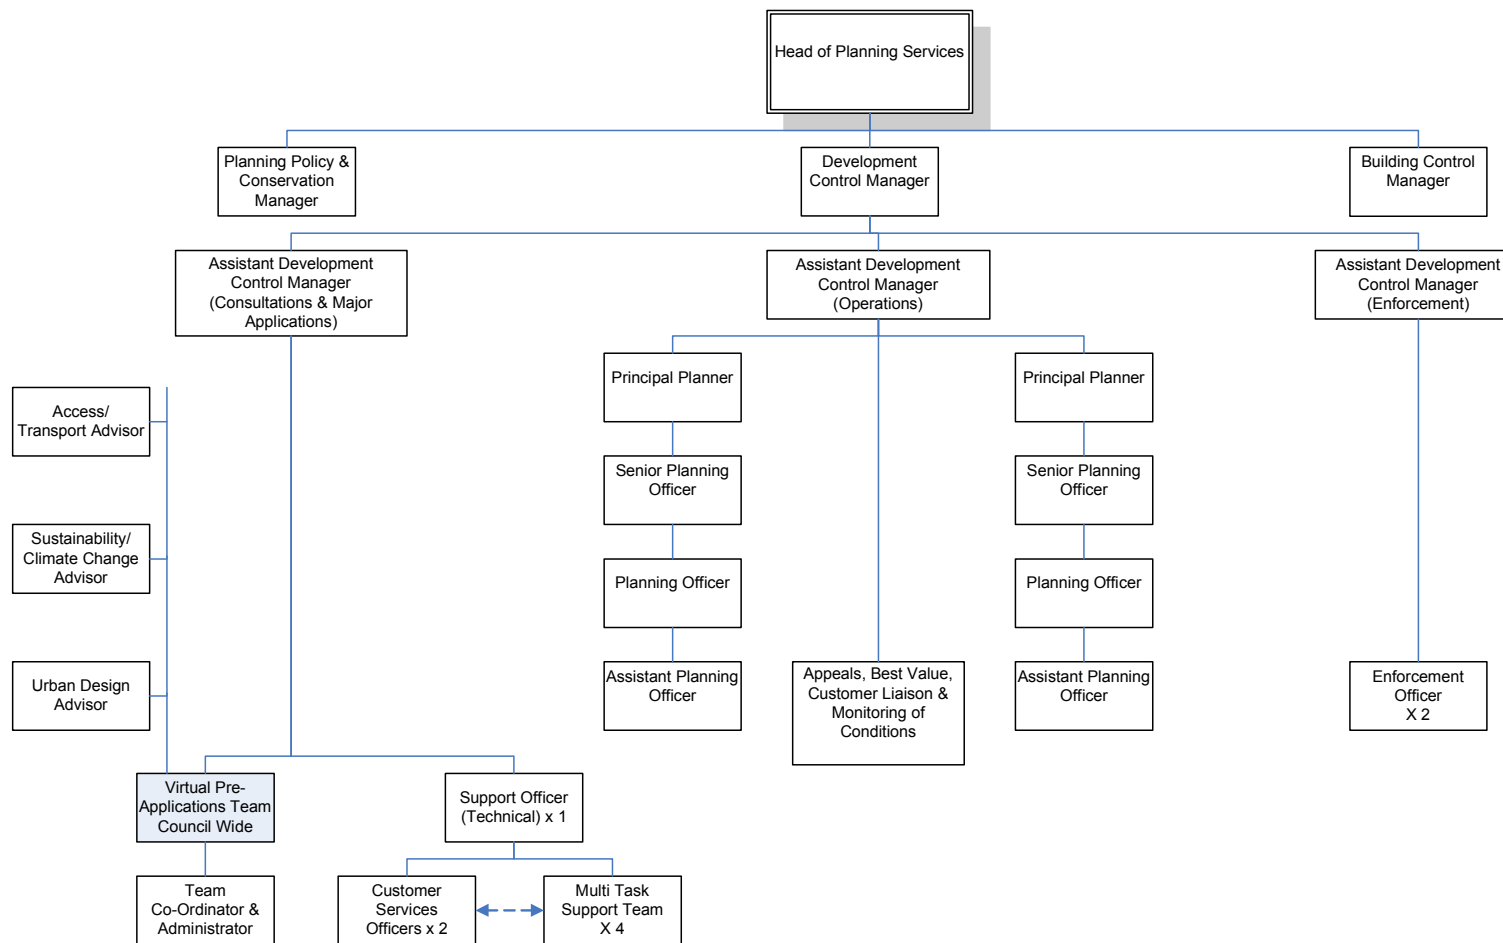 Head of Planning Services
Planning Policy &
Conservation
Manager
Development
Control Manager
Building Control
Manager
Assistant Development
Control Manager
(Consultations & Major
Applications)
Assistant Development
Control Manager
(Operations)
Assistant Development
Control Manager
(Enforcement)
Principal Planner
Principal Planner
Access/
Transport Advisor
Senior Planning
Officer
Senior Planning
Officer
Sustainability/
Climate Change
Advisor
Planning Officer
Planning Officer
Urban Design
Advisor
Assistant Planning
Officer
Appeals, Best Value,
Customer Liaison &
Monitoring of
Conditions
Assistant Planning
Officer
Enforcement
Officer
X 2
Virtual Pre-
Applications Team
Council Wide
Support Officer
(Technical) x 1
Team
Co-Ordinator &
Administrator
Customer
Services
Officers x 2
Multi Task
Support Team
X 4